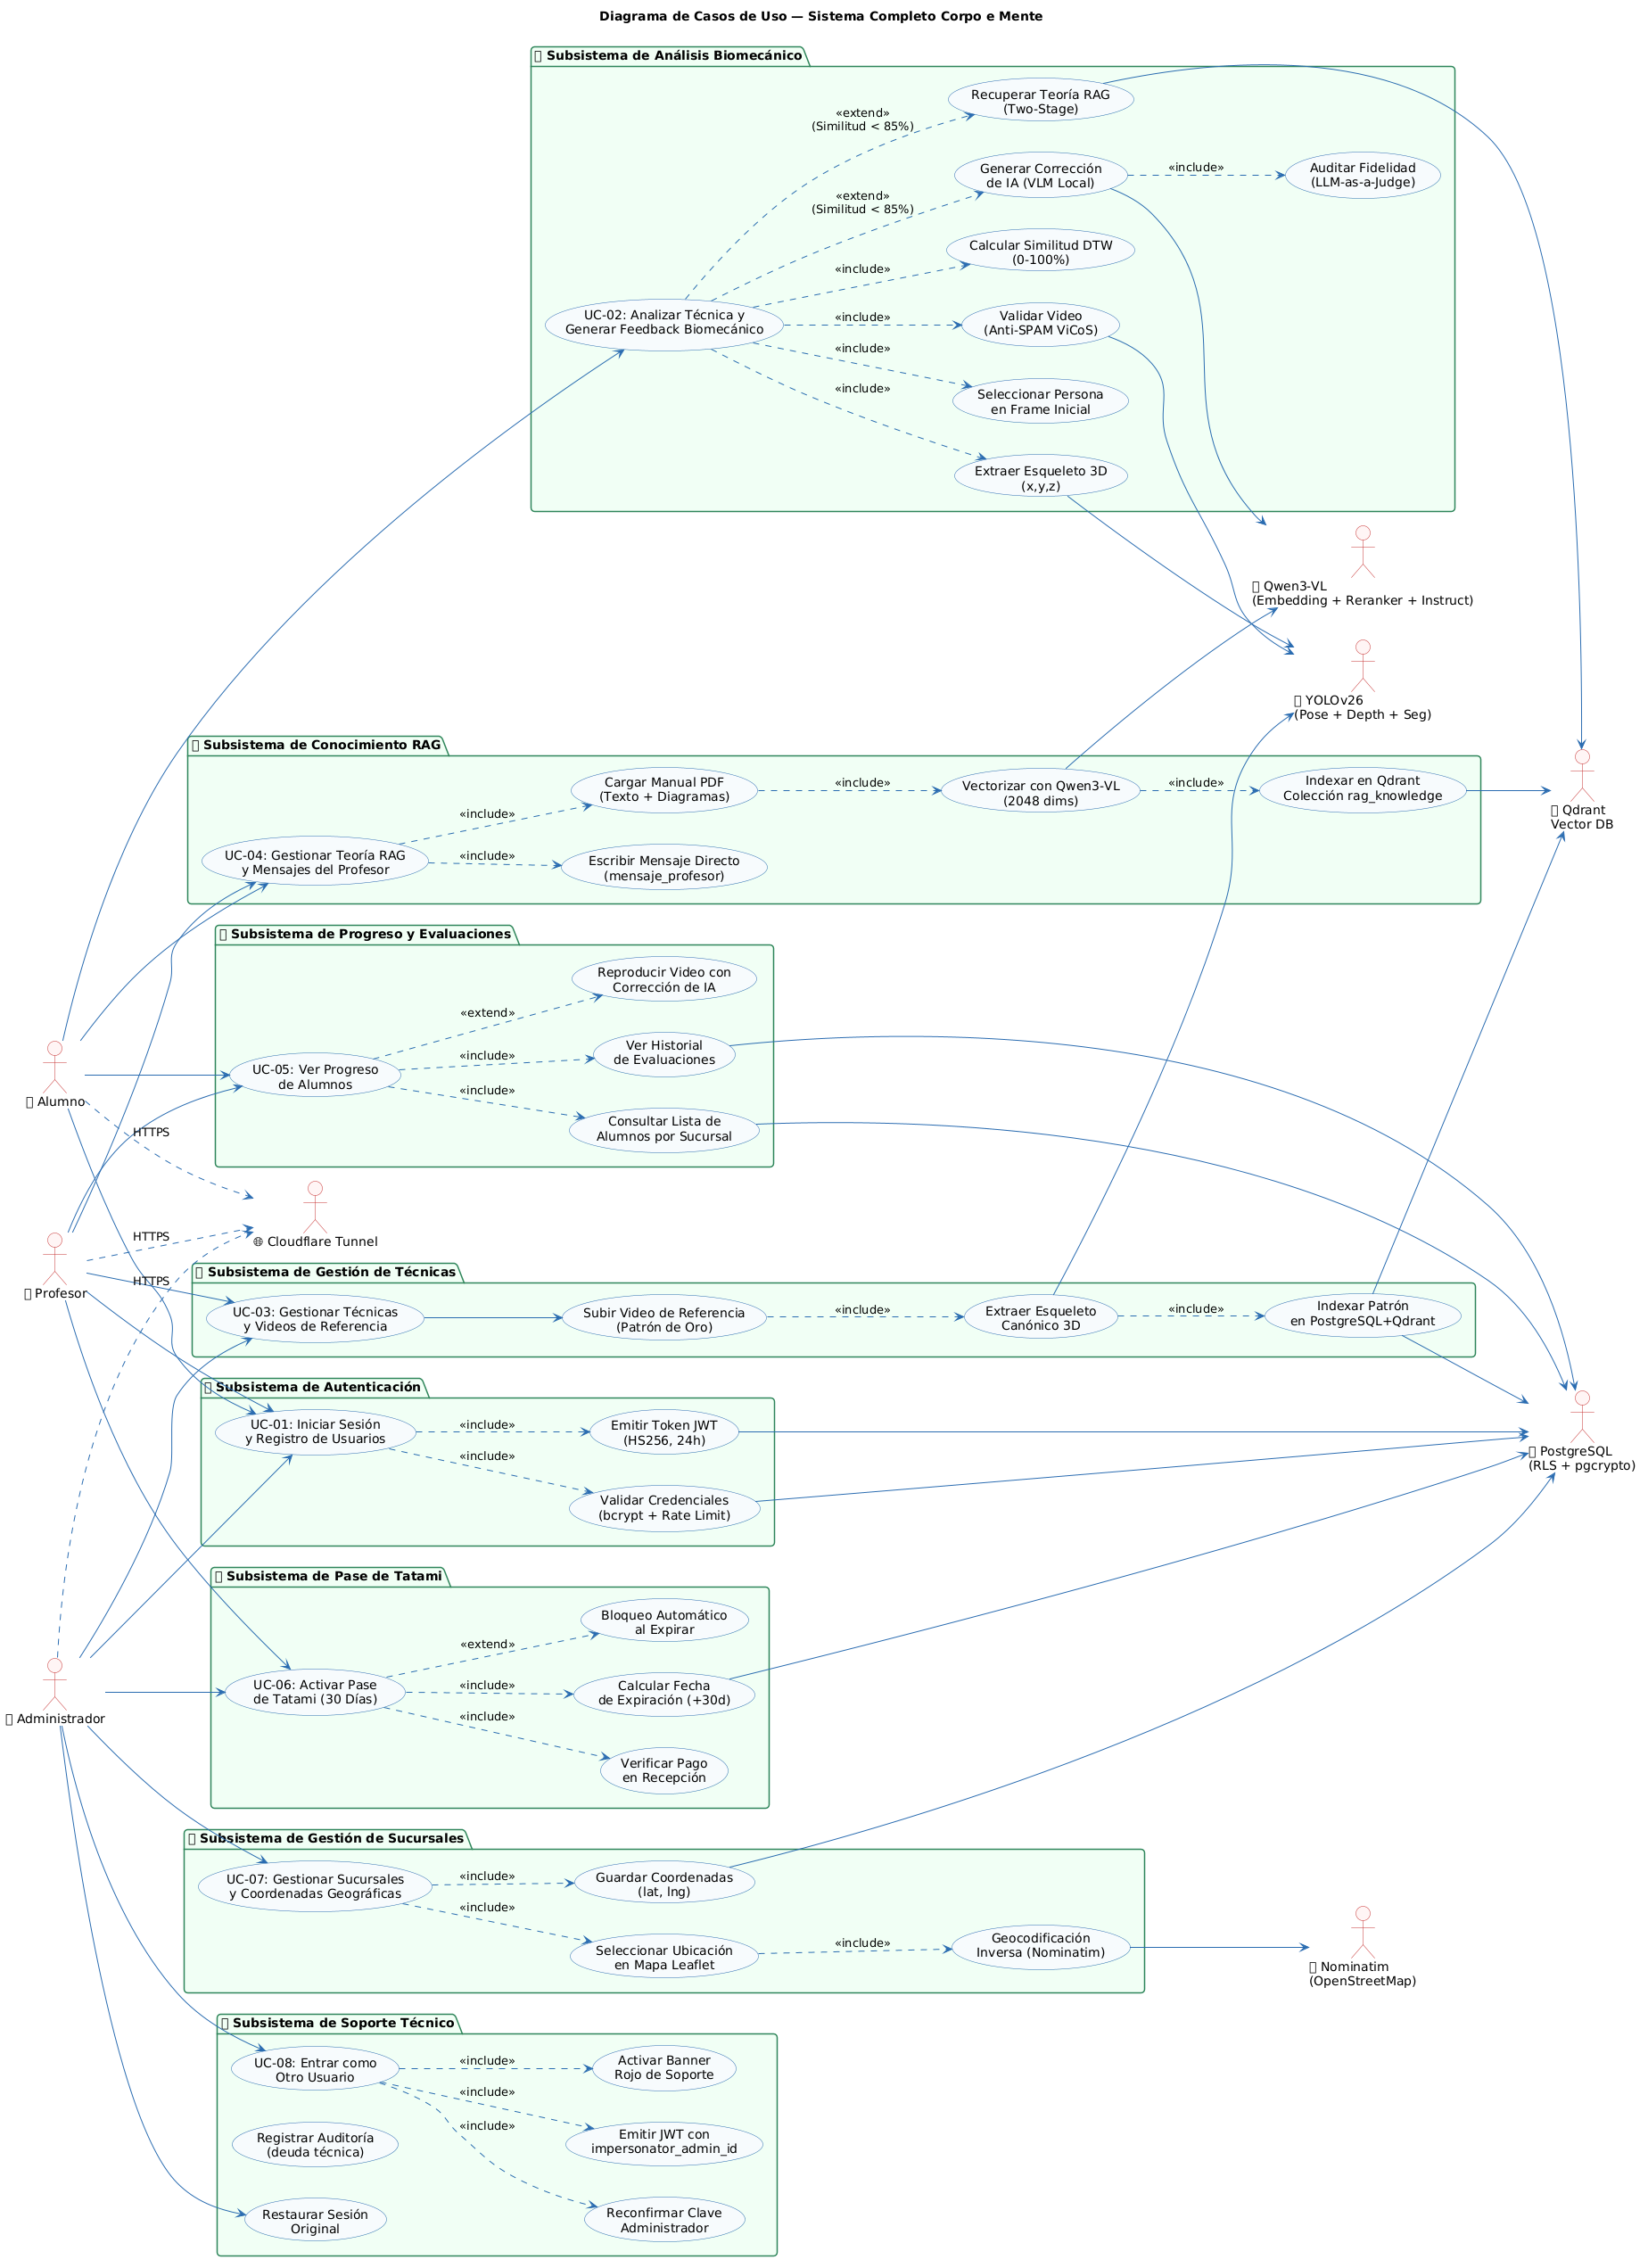 Diagrama de Casos de Uso — Sistema Completo Corpo e Mente
Subsistema de Análisis Biomecánico
Recuperar Teoría RAG
(Two-Stage)
«extend»
(Similitud < 85%)
Generar Corrección
de IA (VLM Local)
«include»
Auditar Fidelidad
(LLM-as-a-Judge)
«extend»
(Similitud < 85%)
Calcular Similitud DTW
(0-100%)
«include»
UC-02: Analizar Técnica y
Generar Feedback Biomecánico
«include»
Validar Video
(Anti-SPAM ViCoS)
«include»
Seleccionar Persona
en Frame Inicial
«include»
Extraer Esqueleto 3D
(x,y,z)
Qwen3-VL
(Embedding + Reranker + Instruct)
YOLOv26
(Pose + Depth + Seg)
Subsistema de Conocimiento RAG
Cargar Manual PDF
(Texto + Diagramas)
«include»
Vectorizar con Qwen3-VL
(2048 dims)
«include»
Indexar en Qdrant
Colección rag_knowledge
Qdrant
Vector DB
«include»
UC-04: Gestionar Teoría RAG
y Mensajes del Profesor
«include»
Escribir Mensaje Directo
(mensaje_profesor)
Subsistema de Progreso y Evaluaciones
Reproducir Video con
Corrección de IA
«extend»
Ver Historial
de Evaluaciones
«include»
UC-05: Ver Progreso
de Alumnos
«include»
Consultar Lista de
Alumnos por Sucursal
Alumno
HTTPS
Cloudflare Tunnel
HTTPS
HTTPS
Profesor
Subsistema de Gestión de Técnicas
UC-03: Gestionar Técnicas
y Videos de Referencia
Subir Video de Referencia
(Patrón de Oro)
«include»
Extraer Esqueleto
Canónico 3D
«include»
Indexar Patrón
en PostgreSQL+Qdrant
Subsistema de Autenticación
UC-01: Iniciar Sesión
y Registro de Usuarios
«include»
Emitir Token JWT
(HS256, 24h)
«include»
Validar Credenciales
(bcrypt + Rate Limit)
PostgreSQL
(RLS + pgcrypto)
Subsistema de Pase de Tatami
Bloqueo Automático
al Expirar
«extend»
UC-06: Activar Pase
de Tatami (30 Días)
«include»
Calcular Fecha
de Expiración (+30d)
«include»
Verificar Pago
en Recepción
Administrador
Subsistema de Gestión de Sucursales
UC-07: Gestionar Sucursales
y Coordenadas Geográficas
«include»
Guardar Coordenadas
(lat, lng)
«include»
Seleccionar Ubicación
en Mapa Leaflet
«include»
Geocodificación
Inversa (Nominatim)
Nominatim
(OpenStreetMap)
Subsistema de Soporte Técnico
UC-08: Entrar como
Otro Usuario
«include»
Activar Banner
Rojo de Soporte
«include»
Registrar Auditoría
(deuda técnica)
Emitir JWT con
impersonator_admin_id
«include»
Restaurar Sesión
Original
Reconfirmar Clave
Administrador